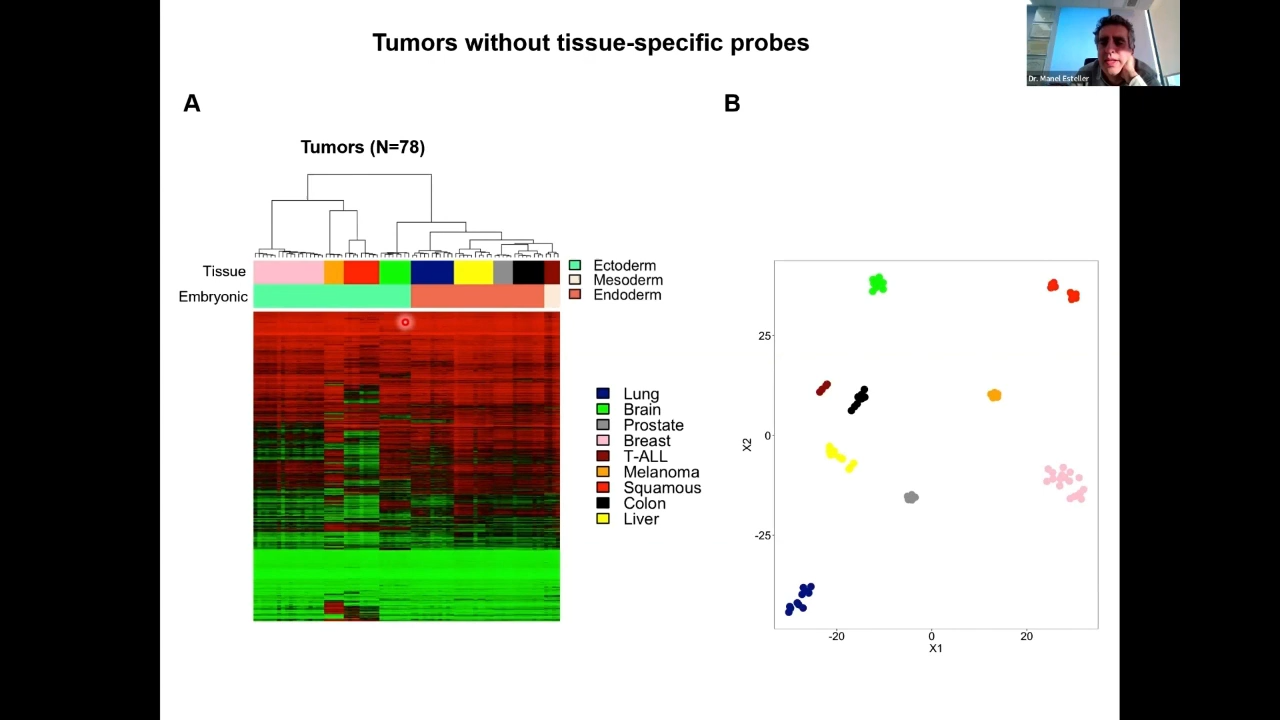 Tumors without tissue-specific probes
Dr. Manel Esteller
A
B
Tumors (N=78)
Tissue
Embryonic
Ectoderm
Mesoderm
Endoderm
Lung
Brain
Prostate
Breast
T-ALL
Melanoma
Squamous
Colon
Liver
25
0
-25
X2
-20
0
20
X1